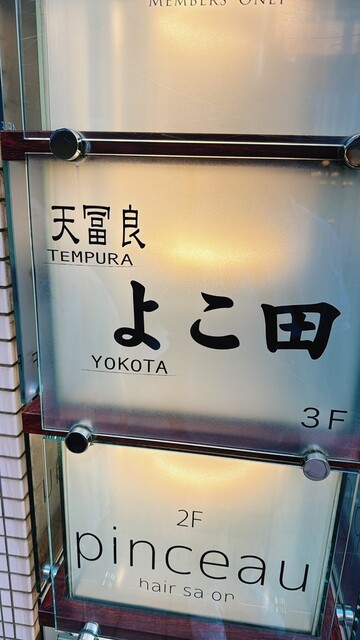 MEMBERS ONLY
天冨良
TEMPURA
よこ田
YOKOTA
3F
2F
pinceau
hair sa on